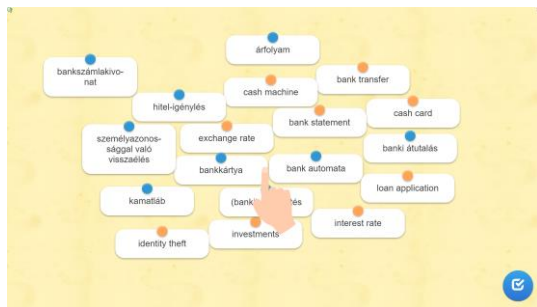 árfolyam
bankszámlakivo-
nat
bank transfer
cash machine
hitel-igénylés
cash card
bank statement
személyazonos-
sággal való
visszaélés
exchange rate
banki átutalás
bankkártya
bank automata
loan application
kamatláb
(bank
tés
interest rate
investments
identity theft